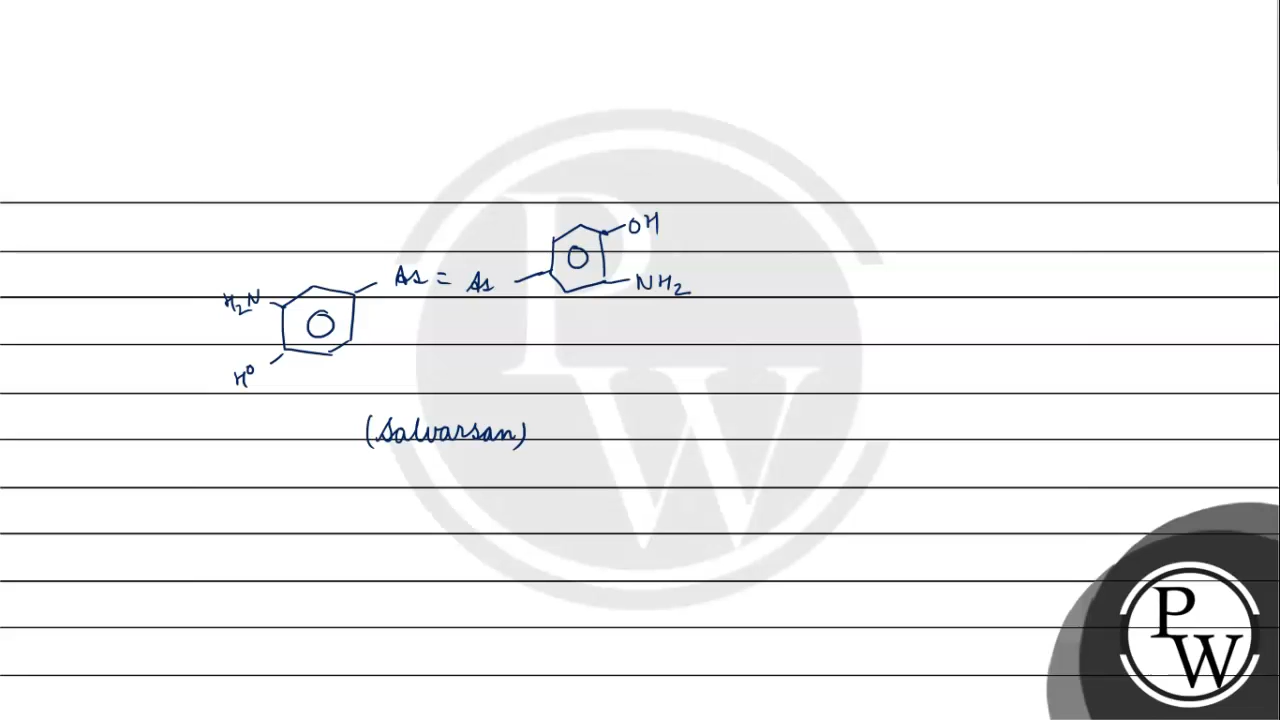 OH
As = As
NH2
H2N
HO
(Salvarsan)
P
W
P
W